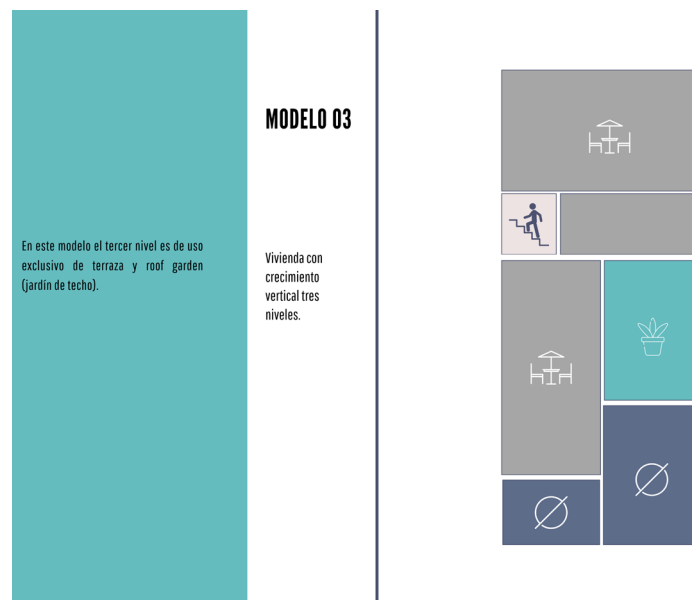 MODELO 03
En este modelo el tercer nivel es de uso
exclusivo de terraza y roof garden
(jardín de techo).
Vivienda con
crecimiento
vertical tres
niveles.